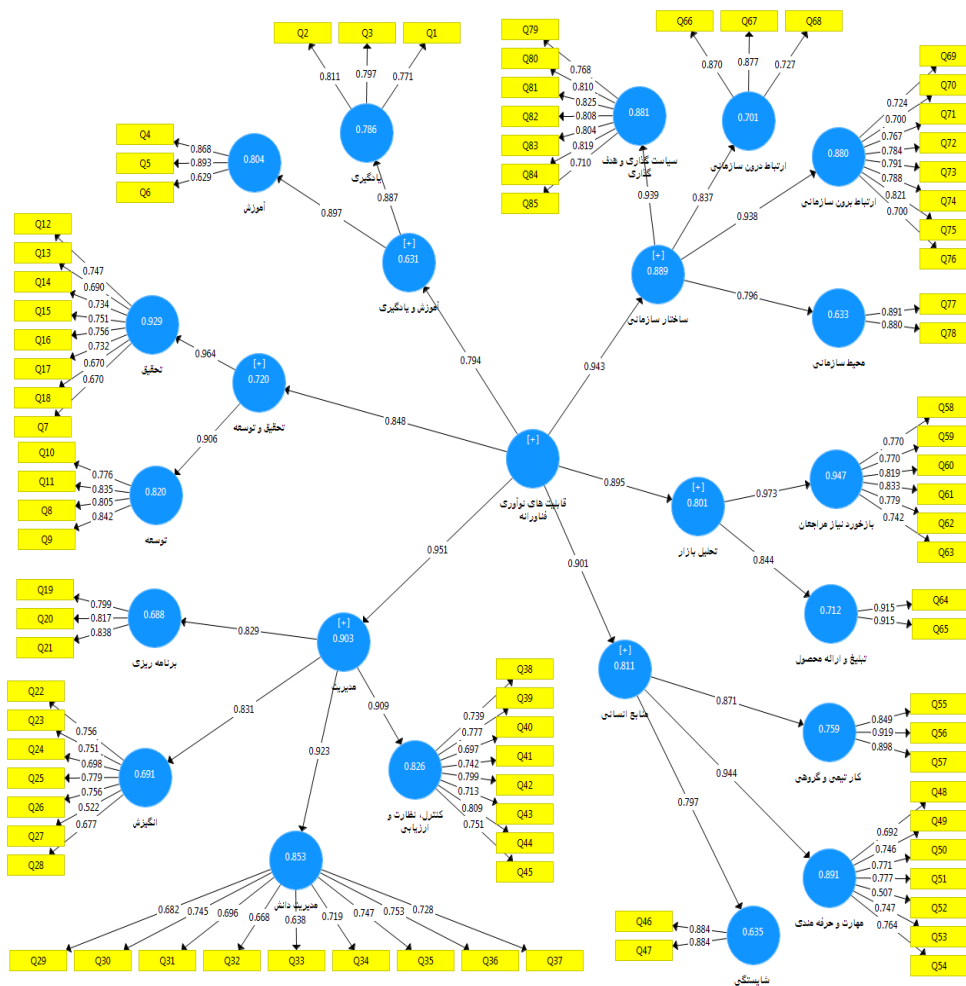 Q2
Q3
Q1
0.811
0.797
0.771
0.786
یادگیری
Q4
Q5
Q6
0.868
0.893
0.629
0.804
آموزش
0.897
0.887
[+]
0.631
آموزش و یادگیری
0.794
Q79
Q80
Q81
Q82
Q83
Q84
Q85
0.768
0.810
0.825
0.808
0.804
0.819
0.710
0.881
سیاست گذاری و هدف
گذاری
Q66
Q67
Q68
0.870
0.877
0.727
0.701
ارتباط درون سازمانی
Q69
Q70
Q71
Q72
Q73
Q74
Q75
Q76
0.724
0.700
0.767
0.784
0.791
0.788
0.821
0.700
0.880
ارتباط برون سازمانی
0.939
0.837
0.938
0.796
[+]
0.889
ساختار سازمانی
0.943
Q77
Q78
0.891
0.880
0.633
محیط سازمانی
Q12
Q13
Q14
Q15
Q16
Q17
Q18
Q7
0.747
0.690
0.734
0.751
0.756
0.732
0.670
0.670
0.929
تحقیق
0.964
[+]
0.720
تحقیق و توسعه
0.848
0.906
Q10
Q11
Q8
Q9
0.776
0.835
0.805
0.842
0.820
توسعه
[+]
قابلیت های نوآوری
فناورانه
0.895
[+]
0.801
تحلیل بازار
0.973
0.844
Q58
Q59
Q60
Q61
Q62
Q63
0.770
0.770
0.819
0.833
0.779
0.742
0.947
بازخورد نیاز مراجعان
Q64
Q65
0.915
0.915
0.712
تبلیغ و ارائه محصول
0.951
0.901
Q19
Q20
Q21
0.799
0.817
0.838
0.688
برنامه ریزی
0.829
[+]
0.903
مدیریت
0.831
0.923
0.909
Q22
Q23
Q24
Q25
Q26
Q27
Q28
0.756
0.751
0.698
0.779
0.756
0.522
0.677
0.691
انگیزش
Q38
Q39
Q40
Q41
Q42
Q43
Q44
Q45
0.739
0.777
0.697
0.742
0.799
0.713
0.809
0.751
0.826
کنترل، نظارت و
ارزیابی
0.853
مدیریت دانش
0.682
0.745
0.696
0.668
0.638
0.719
0.747
0.753
0.728
Q29
Q30
Q31
Q32
Q33
Q34
Q35
Q36
Q37
[+]
0.811
منابع انسانی
0.871
0.944
0.797
Q55
Q56
Q57
0.849
0.919
0.898
0.759
کار تیمی و گروهی
Q48
Q49
Q50
Q51
Q52
Q53
Q54
0.692
0.746
0.771
0.777
0.507
0.747
0.764
0.891
مهارت و حرفه مندی
Q46
Q47
0.884
0.884
0.635
شایستگی